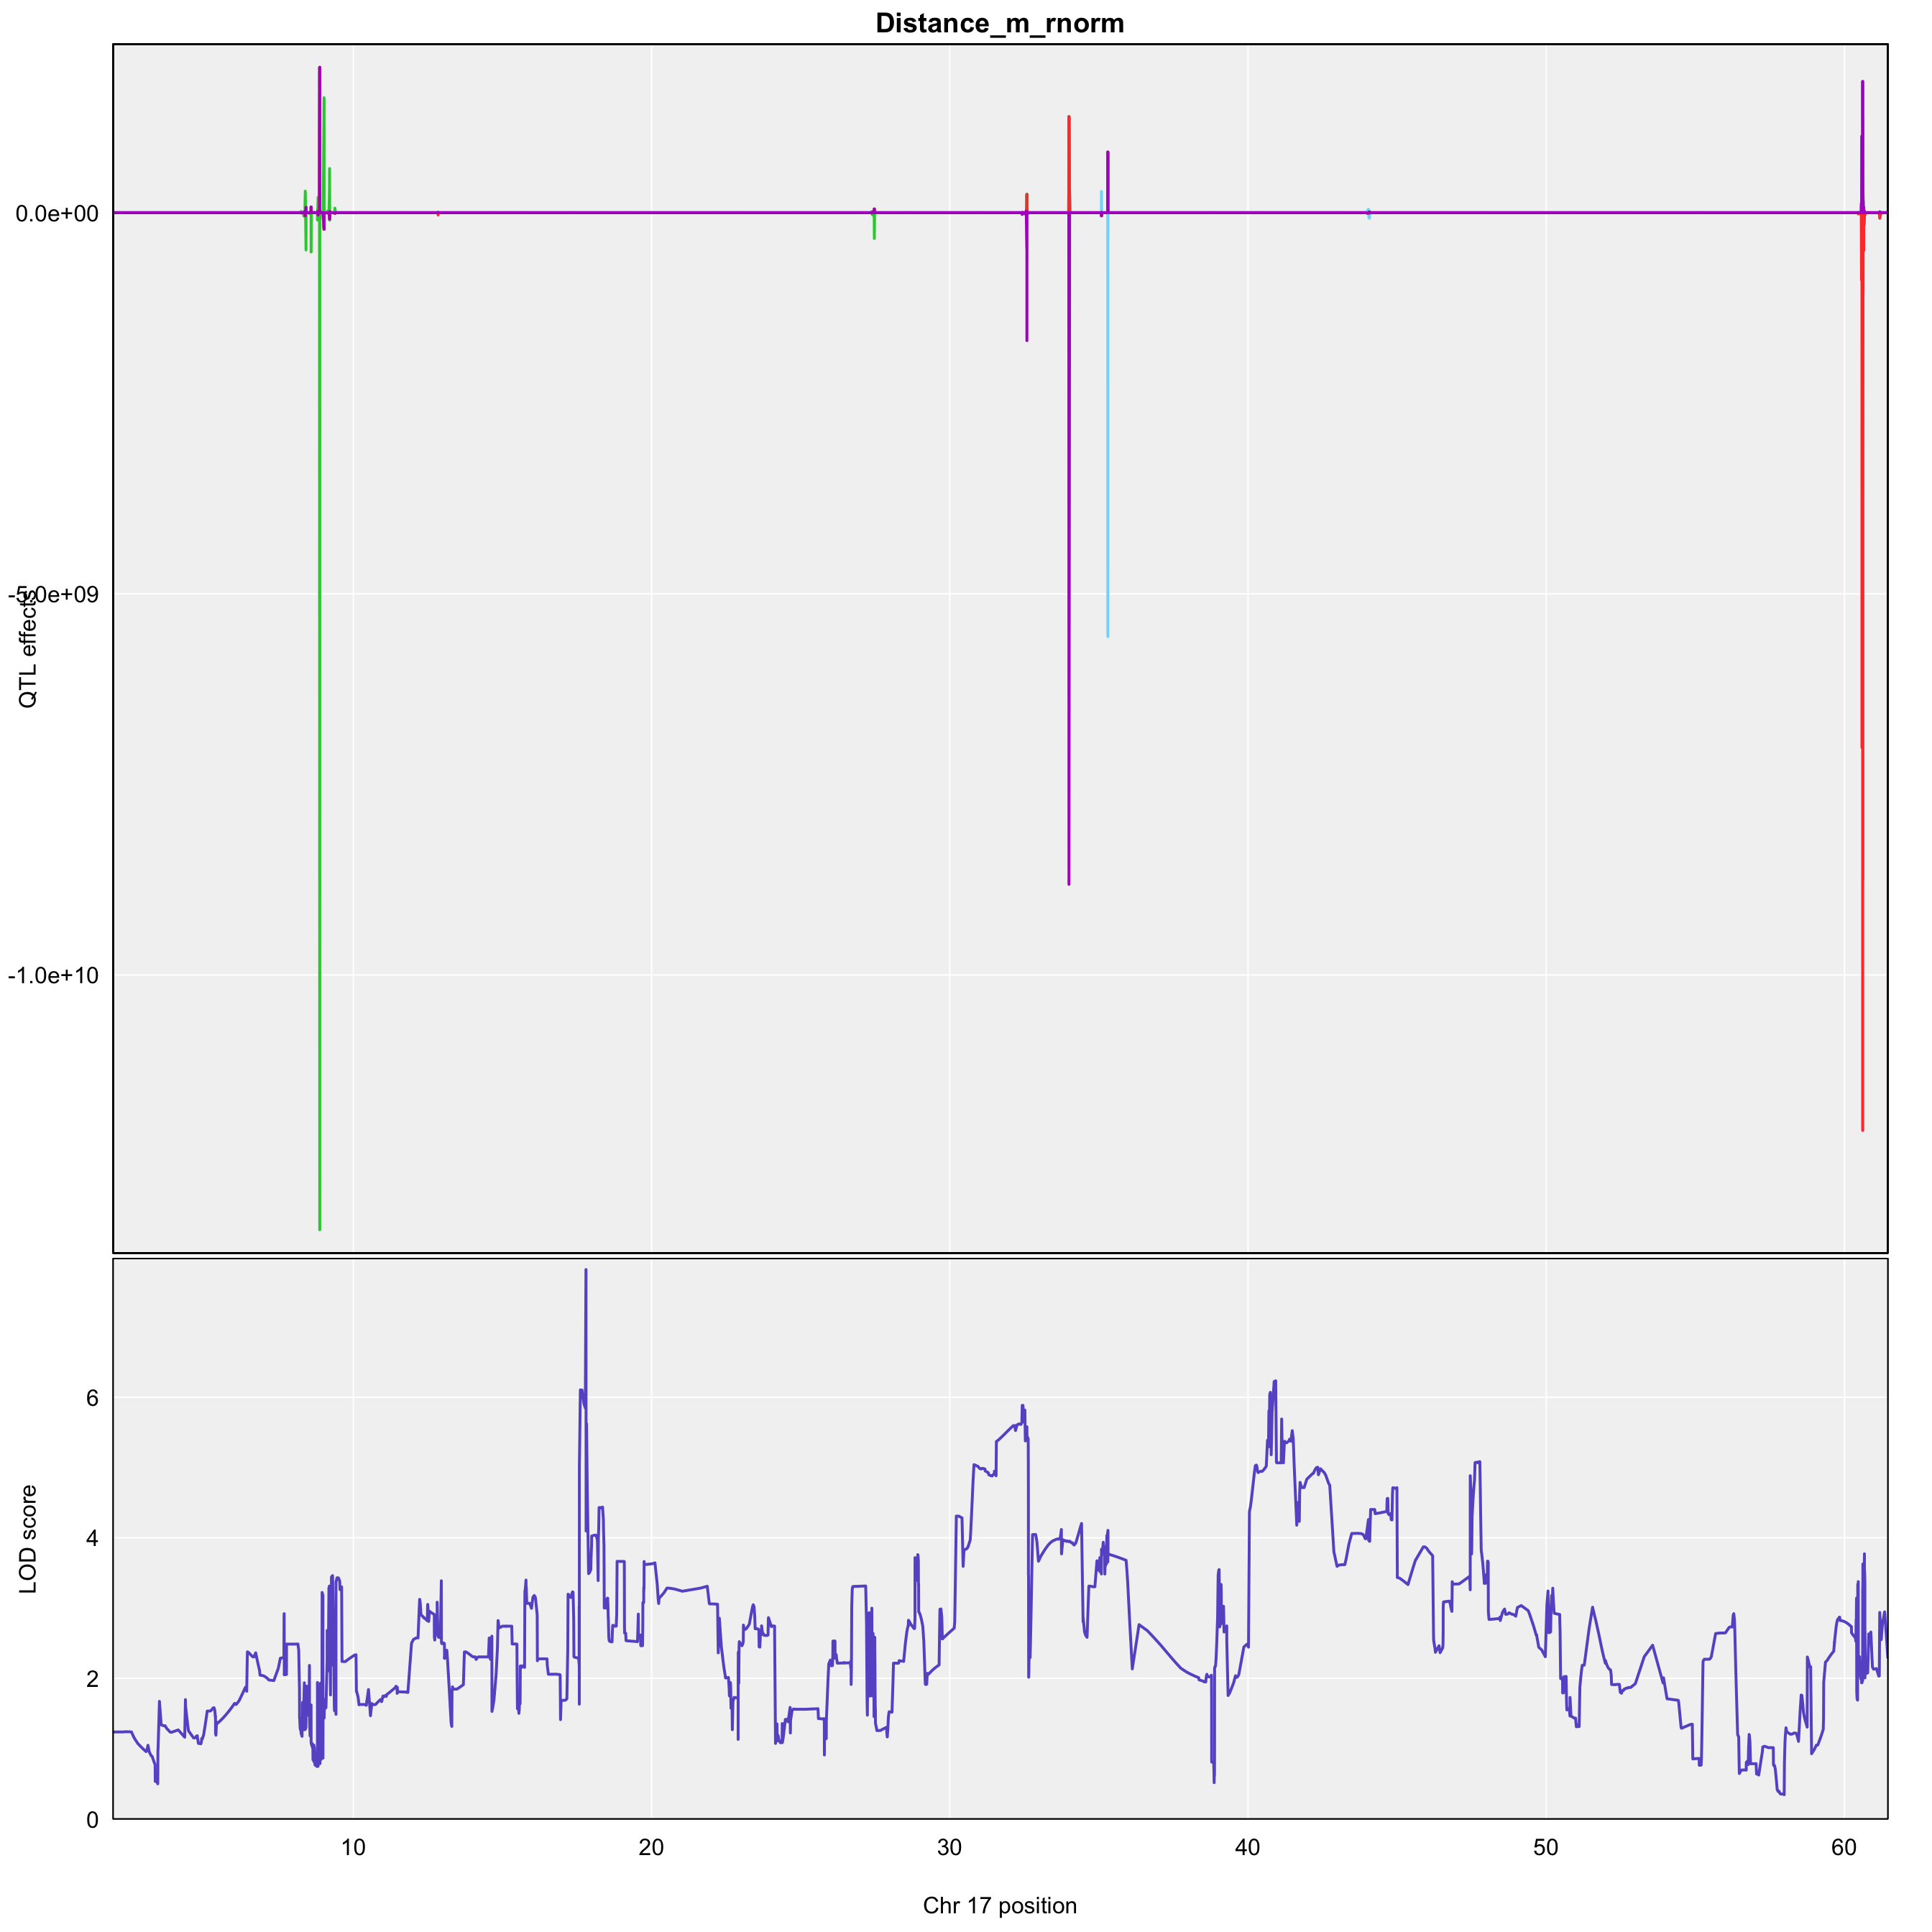 Distance_m_rnorm
0.0e+00
-5.0e+09
-1.0e+10
QTL effects
6
4
2
0
LOD score
10 20 30 40 50 60
Chr 17 position